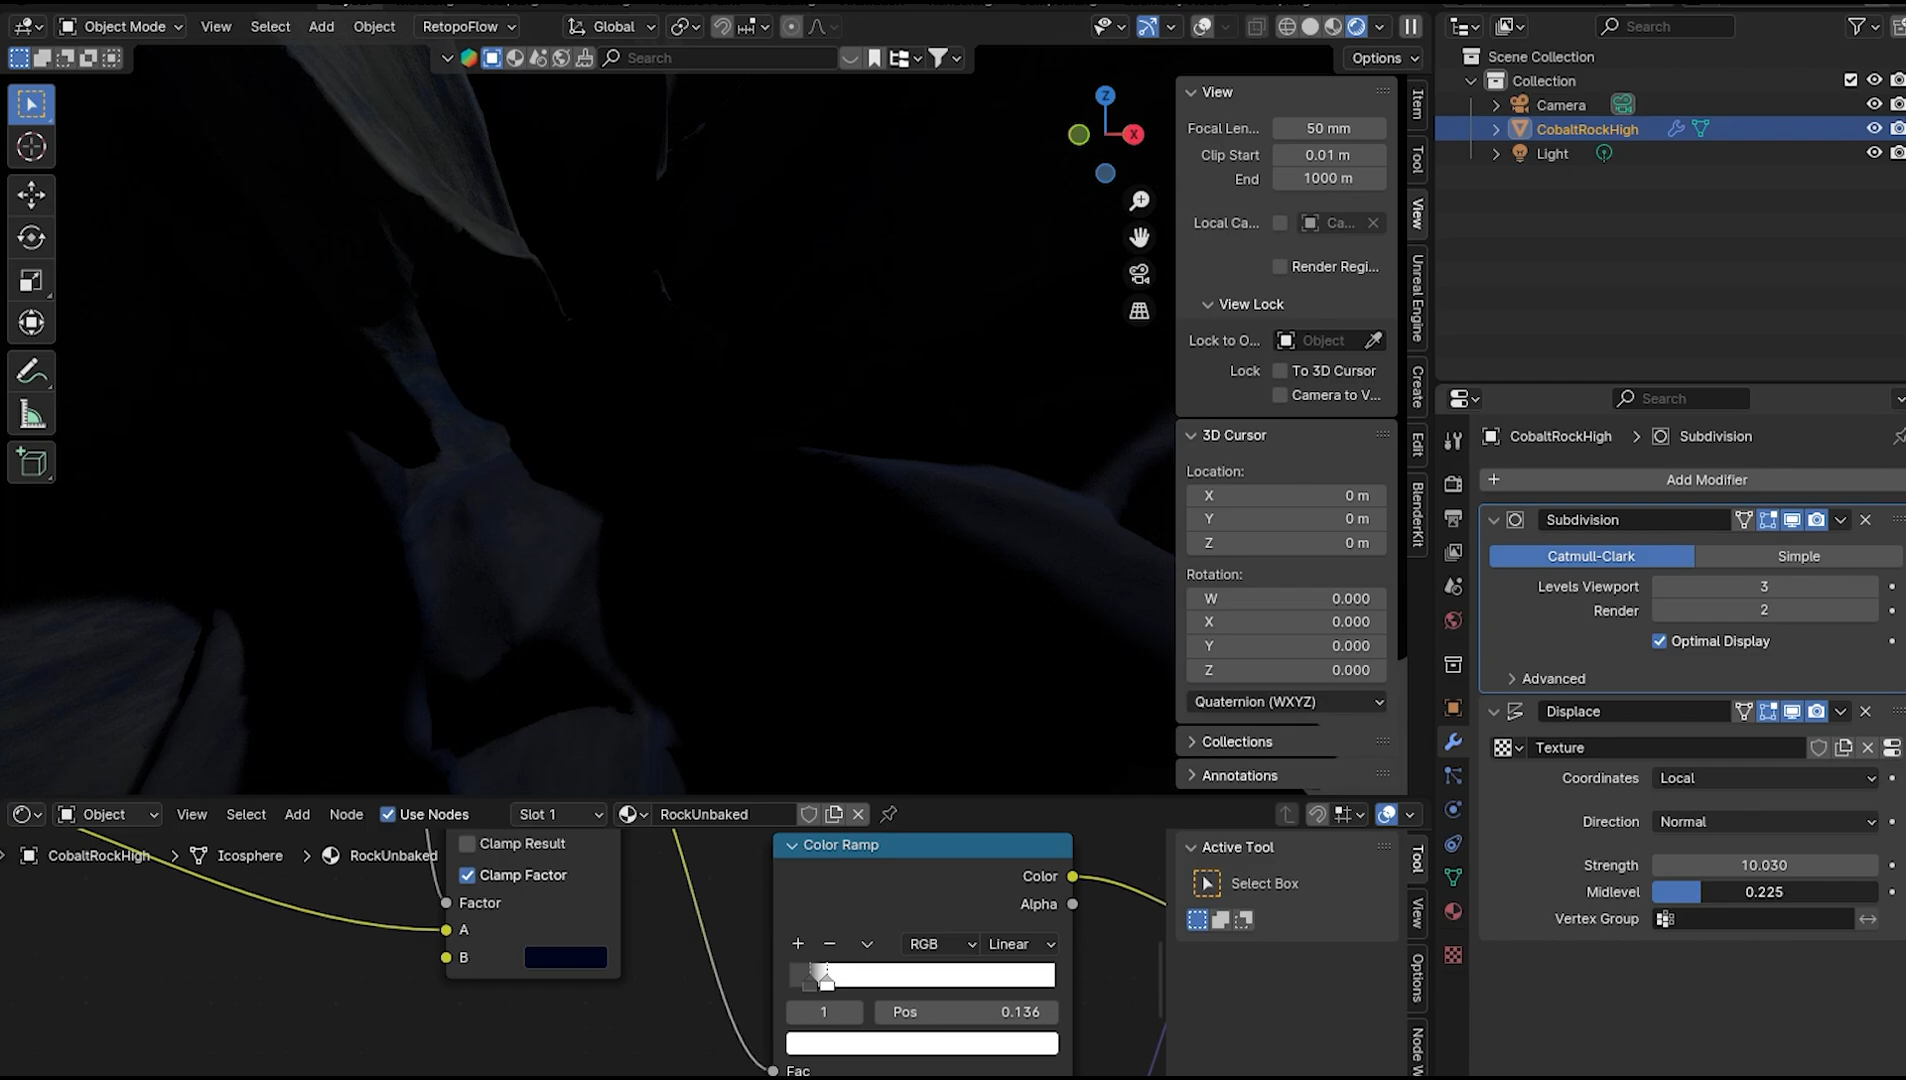 Object Mode View Select Add Object RetopoFlow Global
Search
Options
Z
X
View
Focal Len... 50 mm
Clip Start 0.01 m
End 1000 m
Local Ca... Ca...
Render Regi...
View Lock
Lock to O... Object
Lock To 3D Cursor
Camera to V...
3D Cursor
Location:
X 0 m
Y 0 m
Z 0 m
Rotation:
W 0.000
X 0.000
Y 0.000
Z 0.000
Quaternion (WXYZ)
Collections
Annotations
Item
Tool
View
Unreal Engine
Create
Edit
BlenderKit
Search
Scene Collection
Collection
Camera
CobaltRockHigh
Light
Search
CobaltRockHigh Subdivision
Add Modifier
Subdivision
Catmull-Clark Simple
Levels Viewport 3
Render 2
Optimal Display
Advanced
Displace
Texture
Coordinates Local
Direction Normal
Strength 10.030
Midlevel 0.225
Vertex Group
Object View Select Add Node Use Nodes Slot 1 RockUnbaked
CobaltRockHigh Icosphere RockUnbaked
Clamp Result
Clamp Factor
Factor
A
B
Color Ramp
Color
Alpha
RGB Linear
1 Pos 0.136
Fac
Active Tool
Select Box
Tool
View
Options
Node W